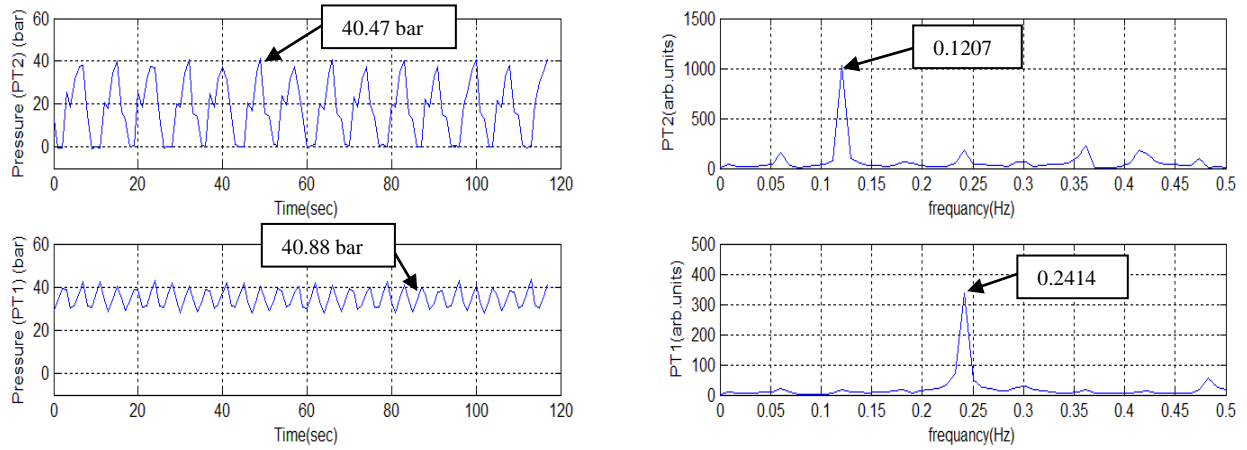 Pressure (PT2) (bar)
60
40
20
0
0 20 40 60 80 100 120
Time(sec)
40.47 bar
PT2(arb.units)
1500
1000
500
0
0 0.05 0.1 0.15 0.2 0.25 0.3 0.35 0.4 0.45 0.5
frequancy(Hz)
0.1207
Pressure (PT1) (bar)
60
40
20
0
0 20 40 60 80 100 120
Time(sec)
40.88 bar
PT1(arb.units)
500
400
300
200
100
0
0 0.05 0.1 0.15 0.2 0.25 0.3 0.35 0.4 0.45 0.5
frequancy(Hz)
0.2414